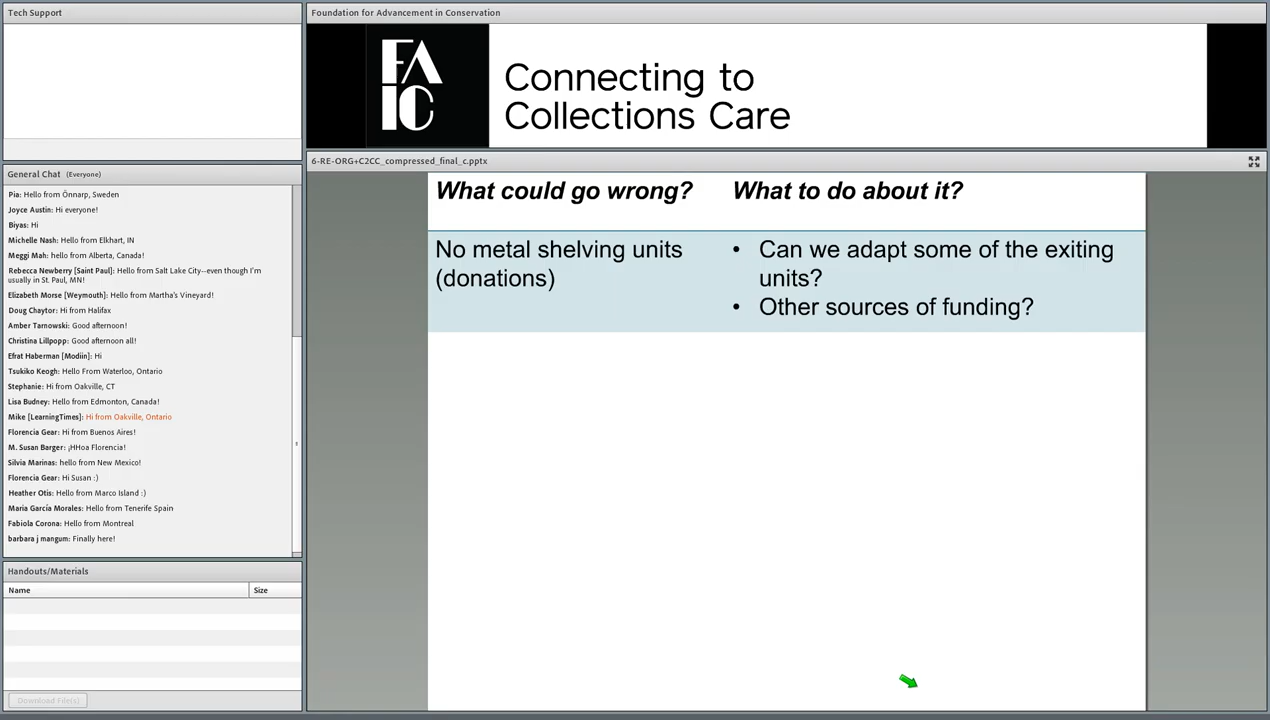 Tech Support
Foundation for Advancement in Conservation
FA
IC
Connecting to
Collections Care
General Chat (Everyone)
Pia: Hello from Önnarp, Sweden
Joyce Austin: Hi everyone!
Biyas: Hi
Michelle Nash: Hello from Elkhart, IN
Meggi Mah: hello from Alberta, Canada!
Rebecca Newberry [Saint Paul]: Hello from Salt Lake City--even though I'm
usually in St. Paul, MN!
Elizabeth Morse [Weymouth]: Hello from Martha's Vineyard!
Doug Chaytor: Hi from Halifax
Amber Tarnowski: Good afternoon!
Christina Lillpopp: Good afternoon all!
Efrat Haberman [Modiin]: Hi
Tsukiko Keogh: Hello From Waterloo, Ontario
Stephanie: Hi from Oakville, CT
Lisa Budney: Hello from Edmonton, Canada!
Mike [LearningTimes]: Hi from Oakville, Ontario
Florencia Gear: Hi from Buenos Aires!
M. Susan Barger: ¡HHoa Florencia!
Silvia Marinas: hello from New Mexico!
Florencia Gear: Hi Susan :)
Heather Otis: Hello from Marco Island :)
Maria García Morales: Hello from Tenerife Spain
Fabiola Corona: Hello from Montreal
barbara j mangum: Finally here!
Handouts/Materials
Name Size
Download File(s)
6-RE-ORG+C2CC_compressed_final_c.pptx
What could go wrong? What to do about it?
No metal shelving units
(donations)
• Can we adapt some of the exiting
units?
• Other sources of funding?